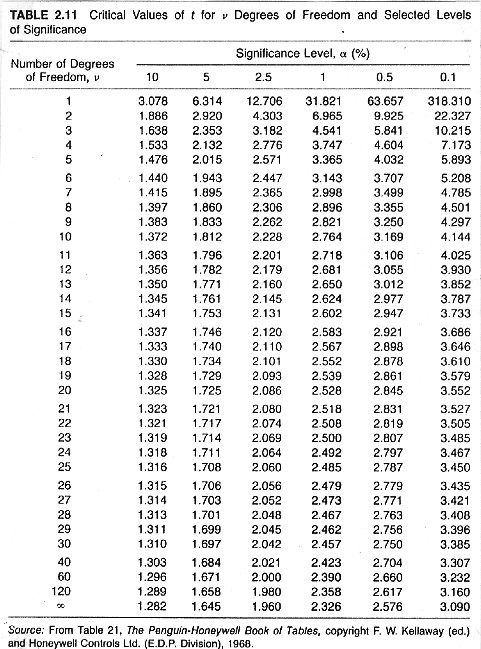 TABLE 2.11 Critical Values of t for ν Degrees of Freedom and Selected Levels
of Significance
Significance Level, α (%)
Number of Degrees
of Freedom, ν 10 5 2.5 1 0.5 0.1
1 3.078 6.314 12.706 31.821 63.657 318.310
2 1.886 2.920 4.303 6.965 9.925 22.327
3 1.638 2.353 3.182 4.541 5.841 10.215
4 1.533 2.132 2.776 3.747 4.604 7.173
5 1.476 2.015 2.571 3.365 4.032 5.893
6 1.440 1.943 2.447 3.143 3.707 5.208
7 1.415 1.895 2.365 2.998 3.499 4.785
8 1.397 1.860 2.306 2.896 3.355 4.501
9 1.383 1.833 2.262 2.821 3.250 4.297
10 1.372 1.812 2.228 2.764 3.169 4.144
11 1.363 1.796 2.201 2.718 3.106 4.025
12 1.356 1.782 2.179 2.681 3.055 3.930
13 1.350 1.771 2.160 2.650 3.012 3.852
14 1.345 1.761 2.145 2.624 2.977 3.787
15 1.341 1.753 2.131 2.602 2.947 3.733
16 1.337 1.746 2.120 2.583 2.921 3.686
17 1.333 1.740 2.110 2.567 2.898 3.646
18 1.330 1.734 2.101 2.552 2.878 3.610
19 1.328 1.729 2.093 2.539 2.861 3.579
20 1.325 1.725 2.086 2.528 2.845 3.552
21 1.323 1.721 2.080 2.518 2.831 3.527
22 1.321 1.717 2.074 2.508 2.819 3.505
23 1.319 1.714 2.069 2.500 2.807 3.485
24 1.318 1.711 2.064 2.492 2.797 3.467
25 1.316 1.708 2.060 2.485 2.787 3.450
26 1.315 1.706 2.056 2.479 2.779 3.435
27 1.314 1.703 2.052 2.473 2.771 3.421
28 1.313 1.701 2.048 2.467 2.763 3.408
29 1.311 1.699 2.045 2.462 2.756 3.396
30 1.310 1.697 2.042 2.457 2.750 3.385
40 1.303 1.684 2.021 2.423 2.704 3.307
60 1.296 1.671 2.000 2.390 2.660 3.232
120 1.289 1.658 1.980 2.358 2.617 3.160
∞ 1.282 1.645 1.960 2.326 2.576 3.090
Source: From Table 21, The Penguin-Honeywell Book of Tables, copyright F. W. Kellaway (ed.)
and Honeywell Controls Ltd. (E.D.P. Division), 1968.